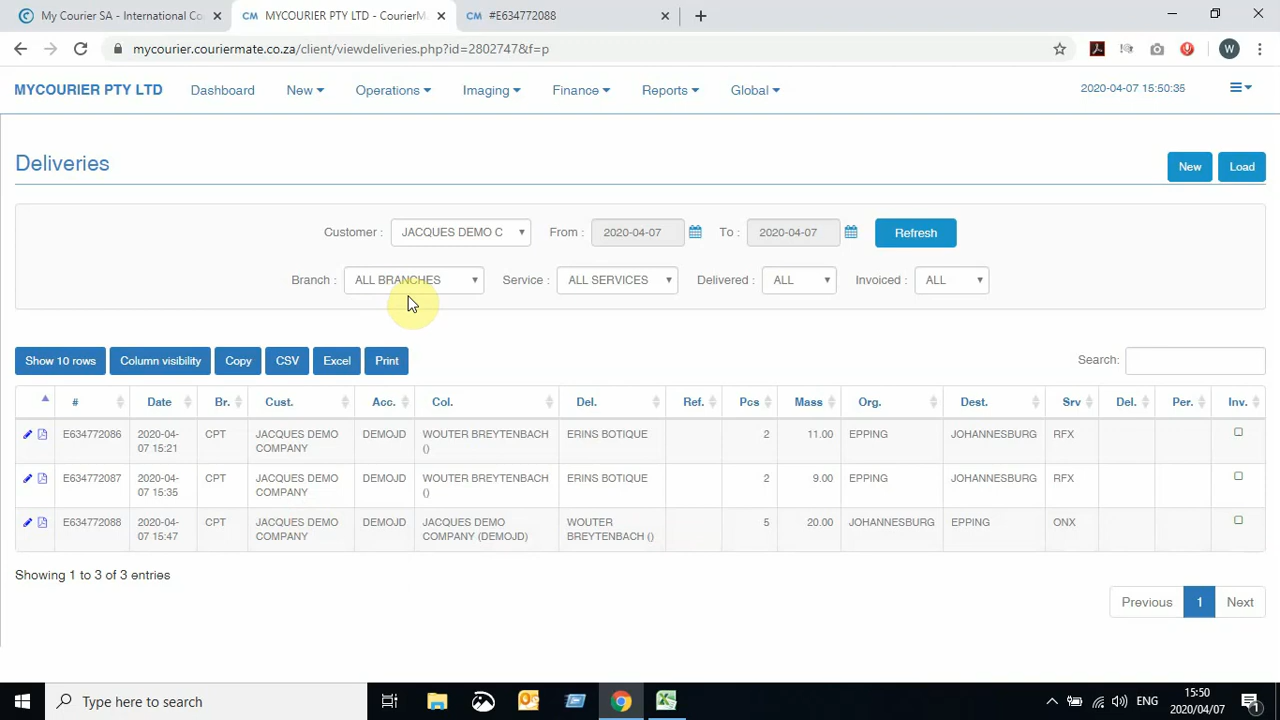 My Courier SA - International Co
MYCOURIER PTY LTD - CourierM
CM
#E634772088
mycourier.couriermate.co.za/client/viewdeliveries.php?id=2802747&f=p
W
MYCOURIER PTY LTD Dashboard New Operations Imaging Finance Reports Global 2020-04-07 15:50:35
Deliveries
New Load
Customer : JACQUES DEMO C From : 2020-04-07 To : 2020-04-07 Refresh
Branch : ALL BRANCHES Service : ALL SERVICES Delivered : ALL Invoiced : ALL
Show 10 rows Column visibility Copy CSV Excel Print Search:
# Date Br. Cust. Acc. Col. Del. Ref. Pcs Mass Org. Dest. Srv Del. Per. Inv.
E634772086 2020-04- CPT JACQUES DEMO DEMOJD WOUTER BREYTENBACH ERINS BOTIQUE 2 11.00 EPPING JOHANNESBURG RFX
07 15:21 COMPANY ()
E634772087 2020-04- CPT JACQUES DEMO DEMOJD WOUTER BREYTENBACH ERINS BOTIQUE 2 9.00 EPPING JOHANNESBURG RFX
07 15:35 COMPANY ()
E634772088 2020-04- CPT JACQUES DEMO DEMOJD JACQUES DEMO WOUTER 5 20.00 JOHANNESBURG EPPING ONX
07 15:47 COMPANY COMPANY (DEMOJD) BREYTENBACH ()
Showing 1 to 3 of 3 entries
Previous 1 Next
Type here to search
ENG
15:50
2020/04/07
1